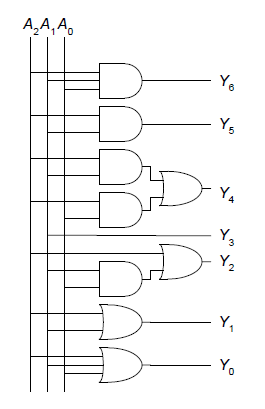 A₂ A₁ A₀
Y₆
Y₅
Y₄
Y₃
Y₂
Y₁
Y₀